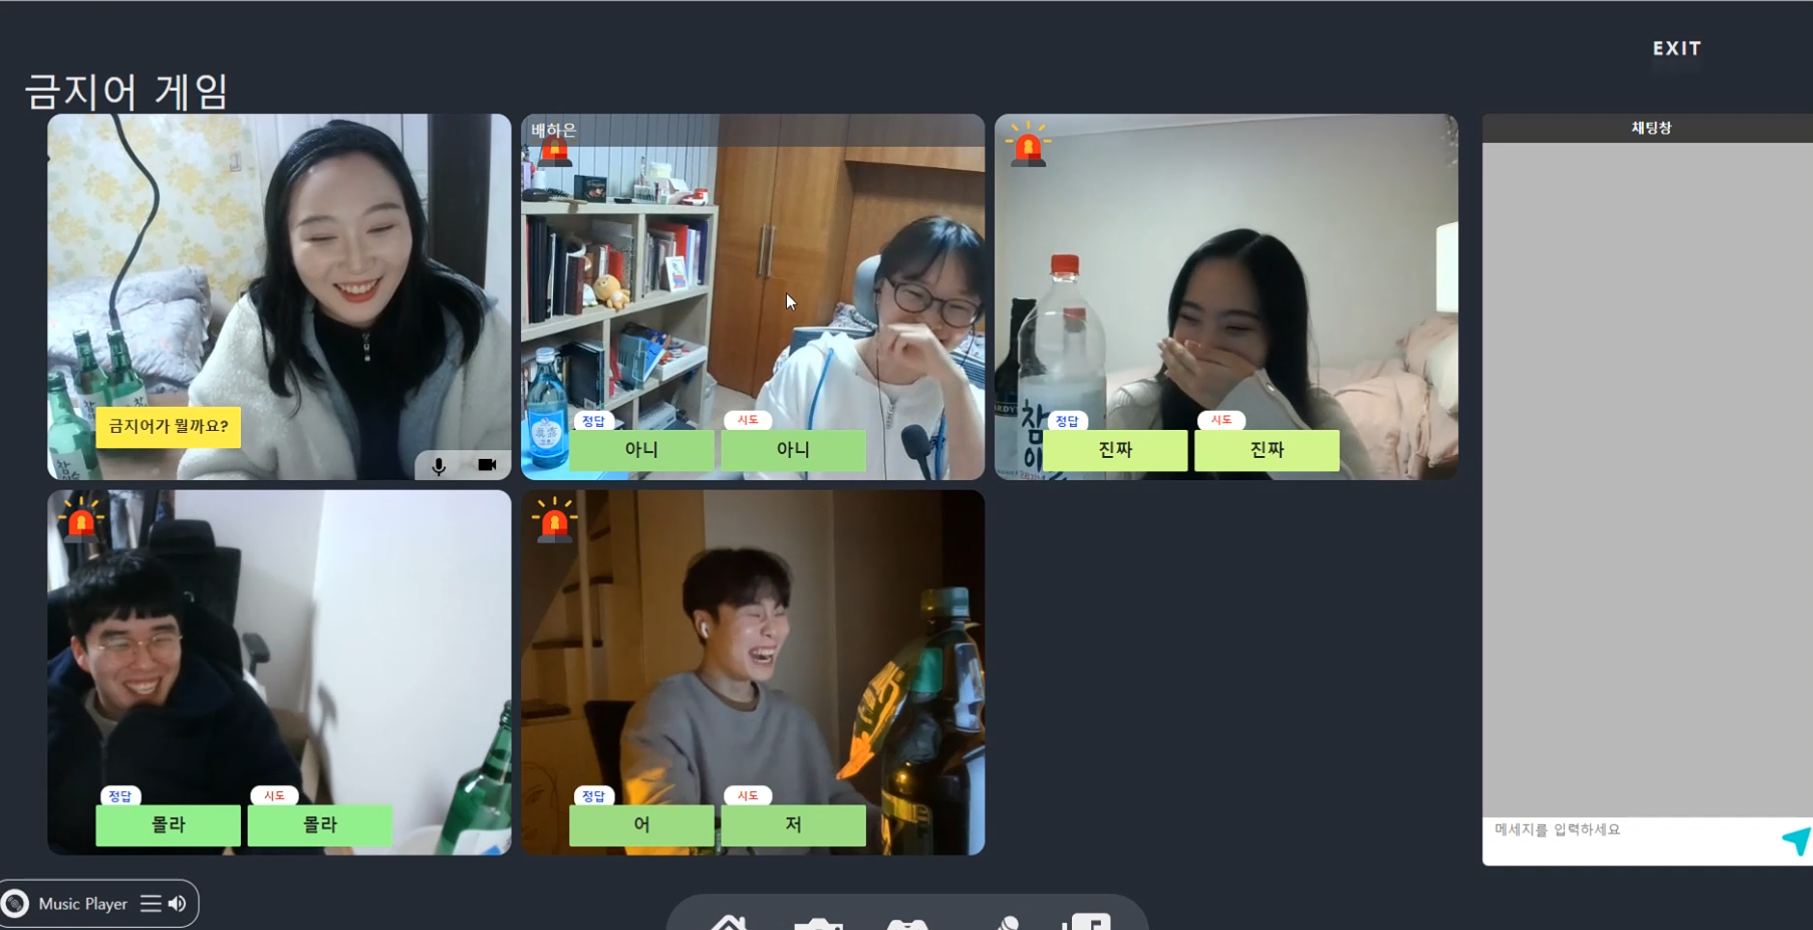 EXIT
금지어 게임
채팅창
배하은
금지어가 뭘까요?
정답 시도
아니 아니
정답 시도
진짜 진짜
정답 시도
몰라 몰라
정답 시도
어 저
메세지를 입력하세요
Music Player